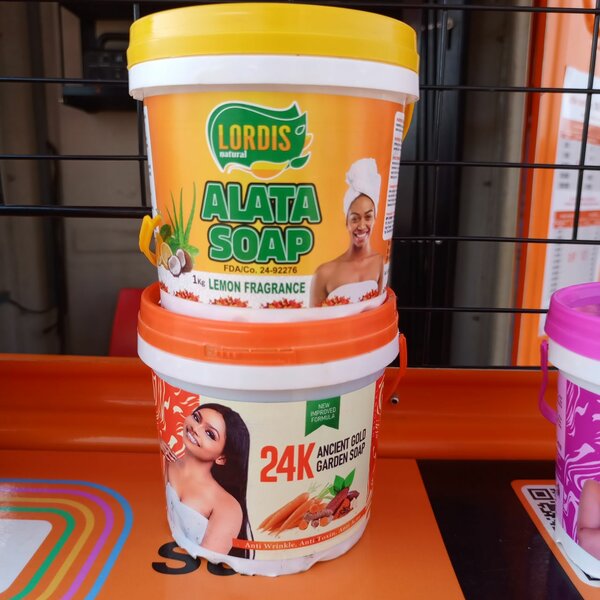 LORDIS
natural
ALATA
SOAP
FDA/Co. 24-92276
1Kg LEMON FRAGRANCE
NEW
IMPROVED
FORMULA
24K ANCIENT GOLD
GARDEN SOAP
Anti Wrinkle, Anti Toxin,